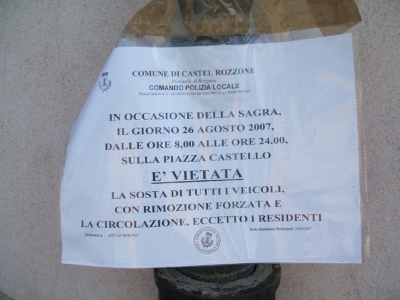 COMUNE DI CASTEL ROZZONE
Provincia di Bergamo
COMANDO POLIZIA LOCALE
IN OCCASIONE DELLA SAGRA,
IL GIORNO 26 AGOSTO 2007,
DALLE ORE 8,00 ALLE ORE 24.00,
SULLA PIAZZA CASTELLO
E' VIETATA
LA SOSTA DI TUTTI I VEICOLI,
CON RIMOZIONE FORZATA E
LA CIRCOLAZIONE, ECCETTO I RESIDENTI